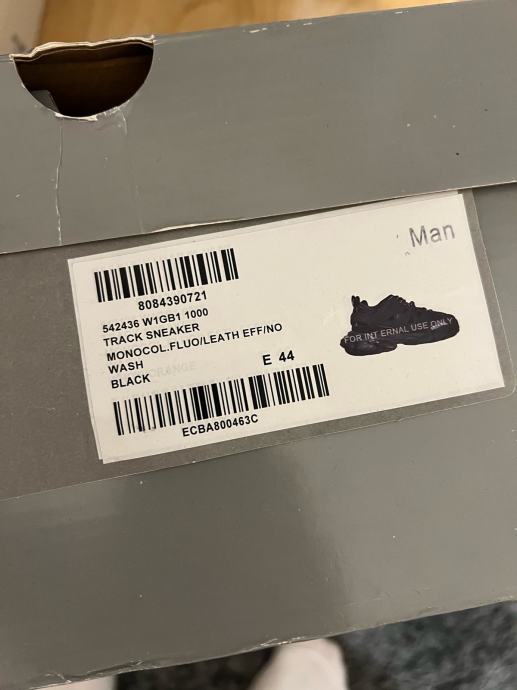 Man
8084390721
542436 W1GB1 1000
TRACK SNEAKER
MONOCOL.FLUO/LEATH EFF/NO
WASH
ORANGE
BLACK
E 44
ECBA800463C
FOR INTERNAL USE ONLY